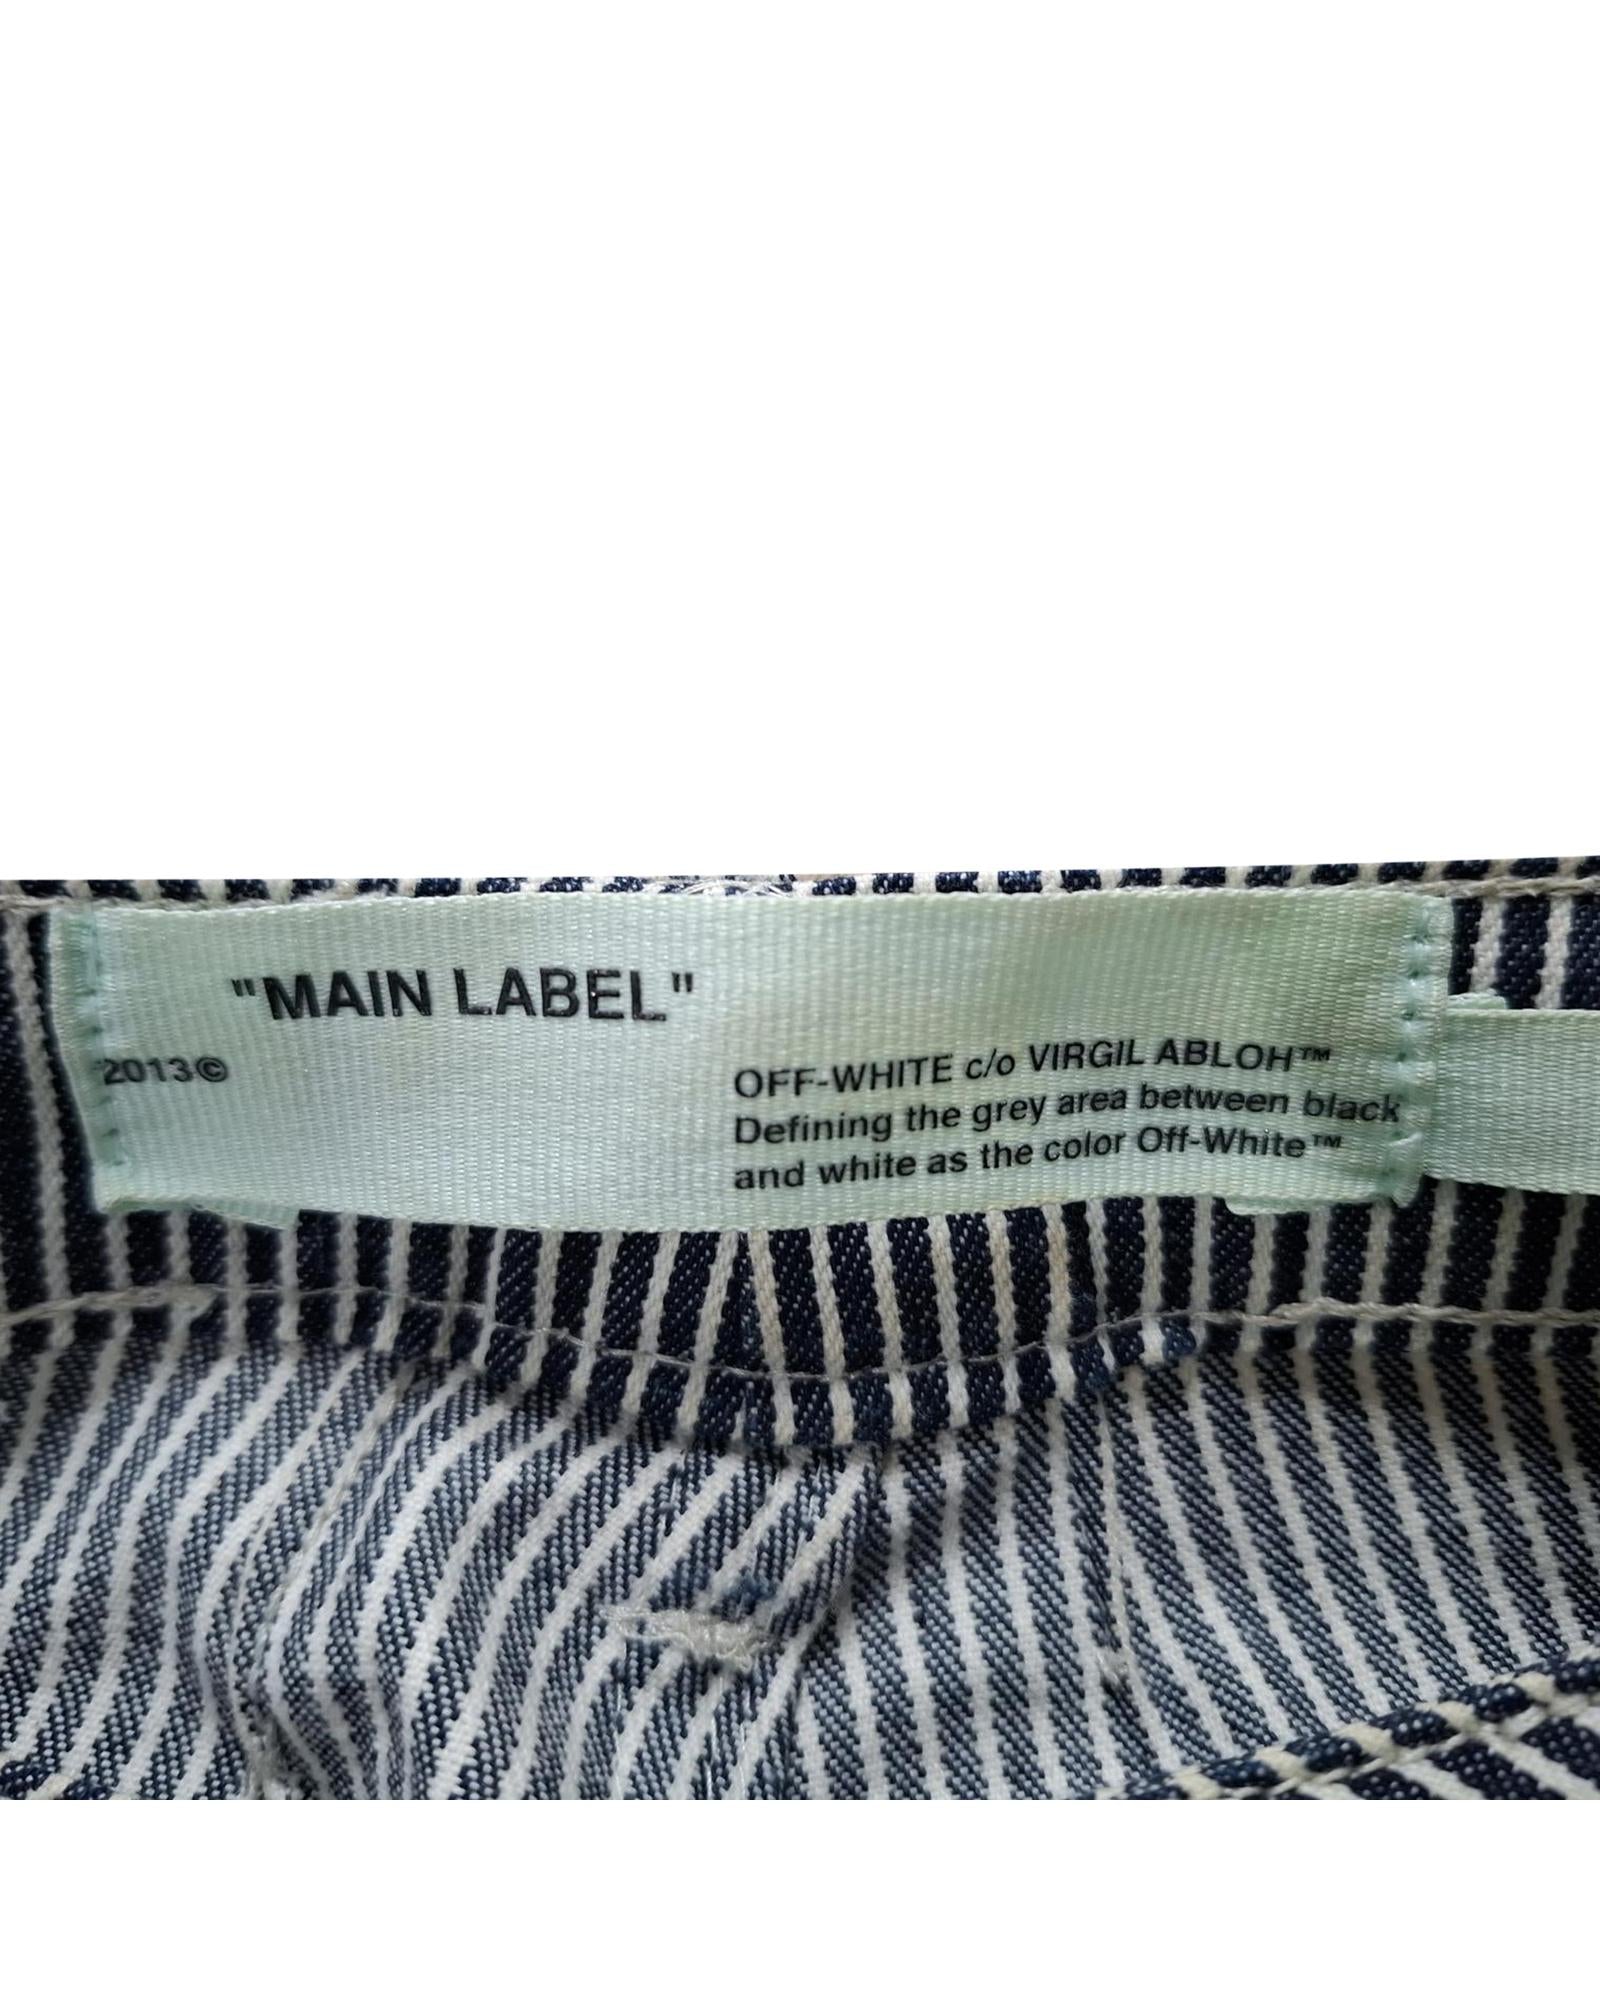 "MAIN LABEL"
2013©
OFF-WHITE c/o VIRGIL ABLOH™
Defining the grey area between black
and white as the color Off-White™